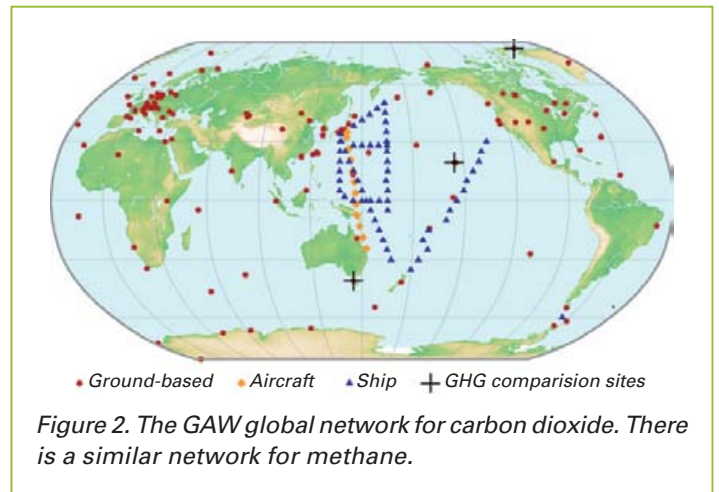 Ground-based Aircraft Ship GHG comparision sites
Figure 2. The GAW global network for carbon dioxide. There
is a similar network for methane.